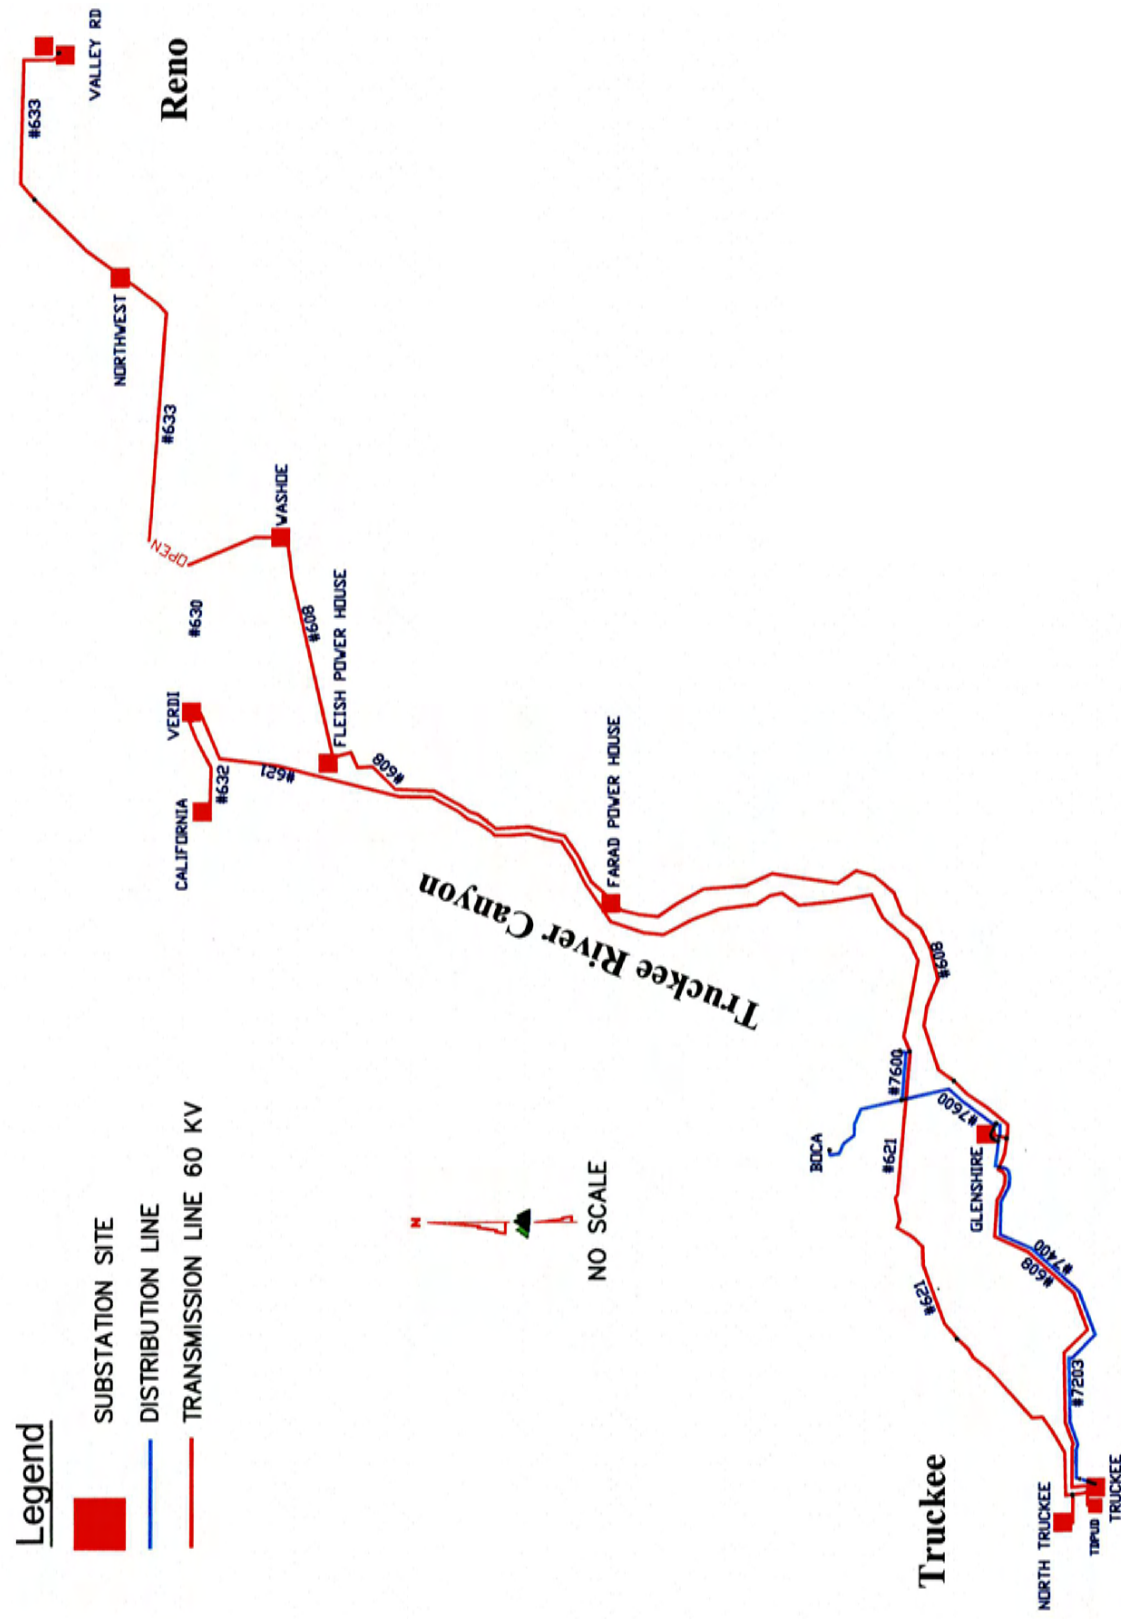 Legend
SUBSTATION SITE
DISTRIBUTION LINE
TRANSMISSION LINE 60 KV
N
NO SCALE
Reno
VALLEY RD
#633
NORTHWEST
#633
OPEN
#630
WASHOE
#608
FLEISH POWER HOUSE
VERDI
#632
CALIFORNIA
#621
#608
FARAD POWER HOUSE
Truckee River Canyon
#608
#7600
#7600
BOCA
#621
GLENSHIRE
#7400
#608
#621
#7203
Truckee
NORTH TRUCKEE
TDPUD
TRUCKEE